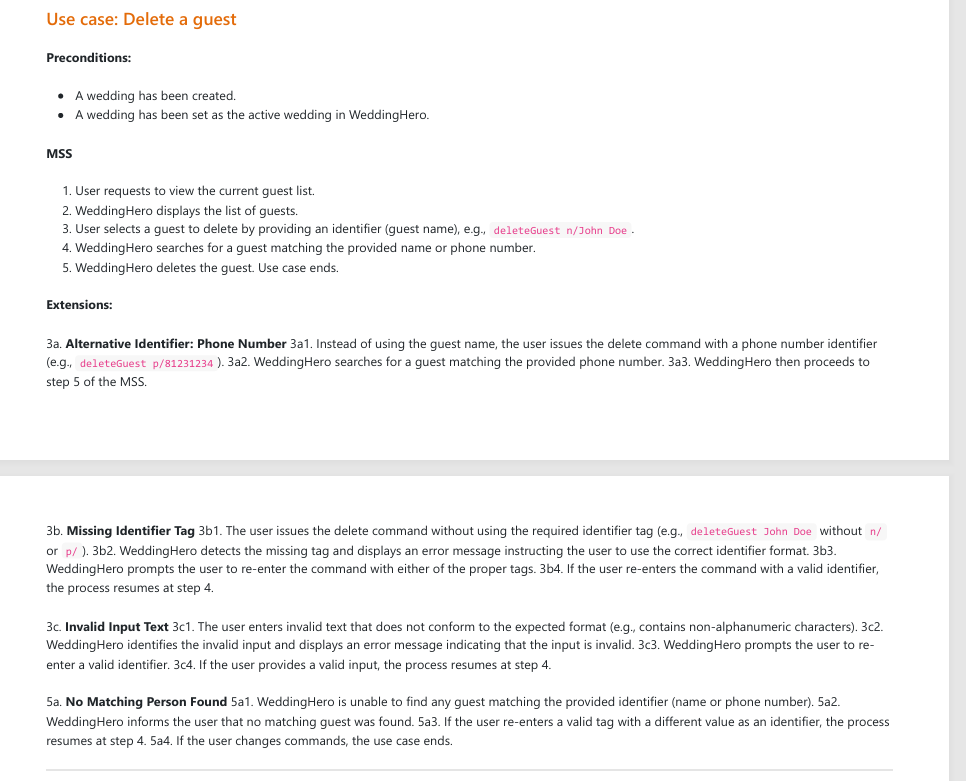 Use case: Delete a guest
Preconditions:
• A wedding has been created.
• A wedding has been set as the active wedding in WeddingHero.
MSS
1. User requests to view the current guest list.
2. WeddingHero displays the list of guests.
3. User selects a guest to delete by providing an identifier (guest name), e.g., deleteGuest n/John Doe .
4. WeddingHero searches for a guest matching the provided name or phone number.
5. WeddingHero deletes the guest. Use case ends.
Extensions:
3a. Alternative Identifier: Phone Number 3a1. Instead of using the guest name, the user issues the delete command with a phone number identifier
(e.g., deleteGuest p/81231234 ). 3a2. WeddingHero searches for a guest matching the provided phone number. 3a3. WeddingHero then proceeds to
step 5 of the MSS.
3b. Missing Identifier Tag 3b1. The user issues the delete command without using the required identifier tag (e.g., deleteGuest John Doe without n/
or p/ ). 3b2. WeddingHero detects the missing tag and displays an error message instructing the user to use the correct identifier format. 3b3.
WeddingHero prompts the user to re-enter the command with either of the proper tags. 3b4. If the user re-enters the command with a valid identifier,
the process resumes at step 4.
3c. Invalid Input Text 3c1. The user enters invalid text that does not conform to the expected format (e.g., contains non-alphanumeric characters). 3c2.
WeddingHero identifies the invalid input and displays an error message indicating that the input is invalid. 3c3. WeddingHero prompts the user to re-
enter a valid identifier. 3c4. If the user provides a valid input, the process resumes at step 4.
5a. No Matching Person Found 5a1. WeddingHero is unable to find any guest matching the provided identifier (name or phone number). 5a2.
WeddingHero informs the user that no matching guest was found. 5a3. If the user re-enters a valid tag with a different value as an identifier, the process
resumes at step 4. 5a4. If the user changes commands, the use case ends.